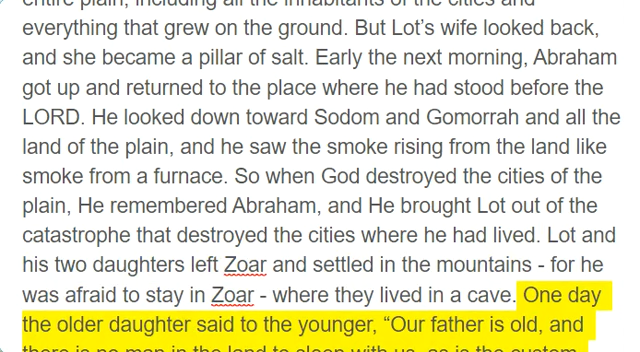 entire plain, including all the inhabitants of the cities and
everything that grew on the ground. But Lot’s wife looked back,
and she became a pillar of salt. Early the next morning, Abraham
got up and returned to the place where he had stood before the
LORD. He looked down toward Sodom and Gomorrah and all the
land of the plain, and he saw the smoke rising from the land like
smoke from a furnace. So when God destroyed the cities of the
plain, He remembered Abraham, and He brought Lot out of the
catastrophe that destroyed the cities where he had lived. Lot and
his two daughters left Zoar and settled in the mountains - for he
was afraid to stay in Zoar - where they lived in a cave. One day
the older daughter said to the younger, “Our father is old, and
there is no man in the land to sleep with us, as is the custom